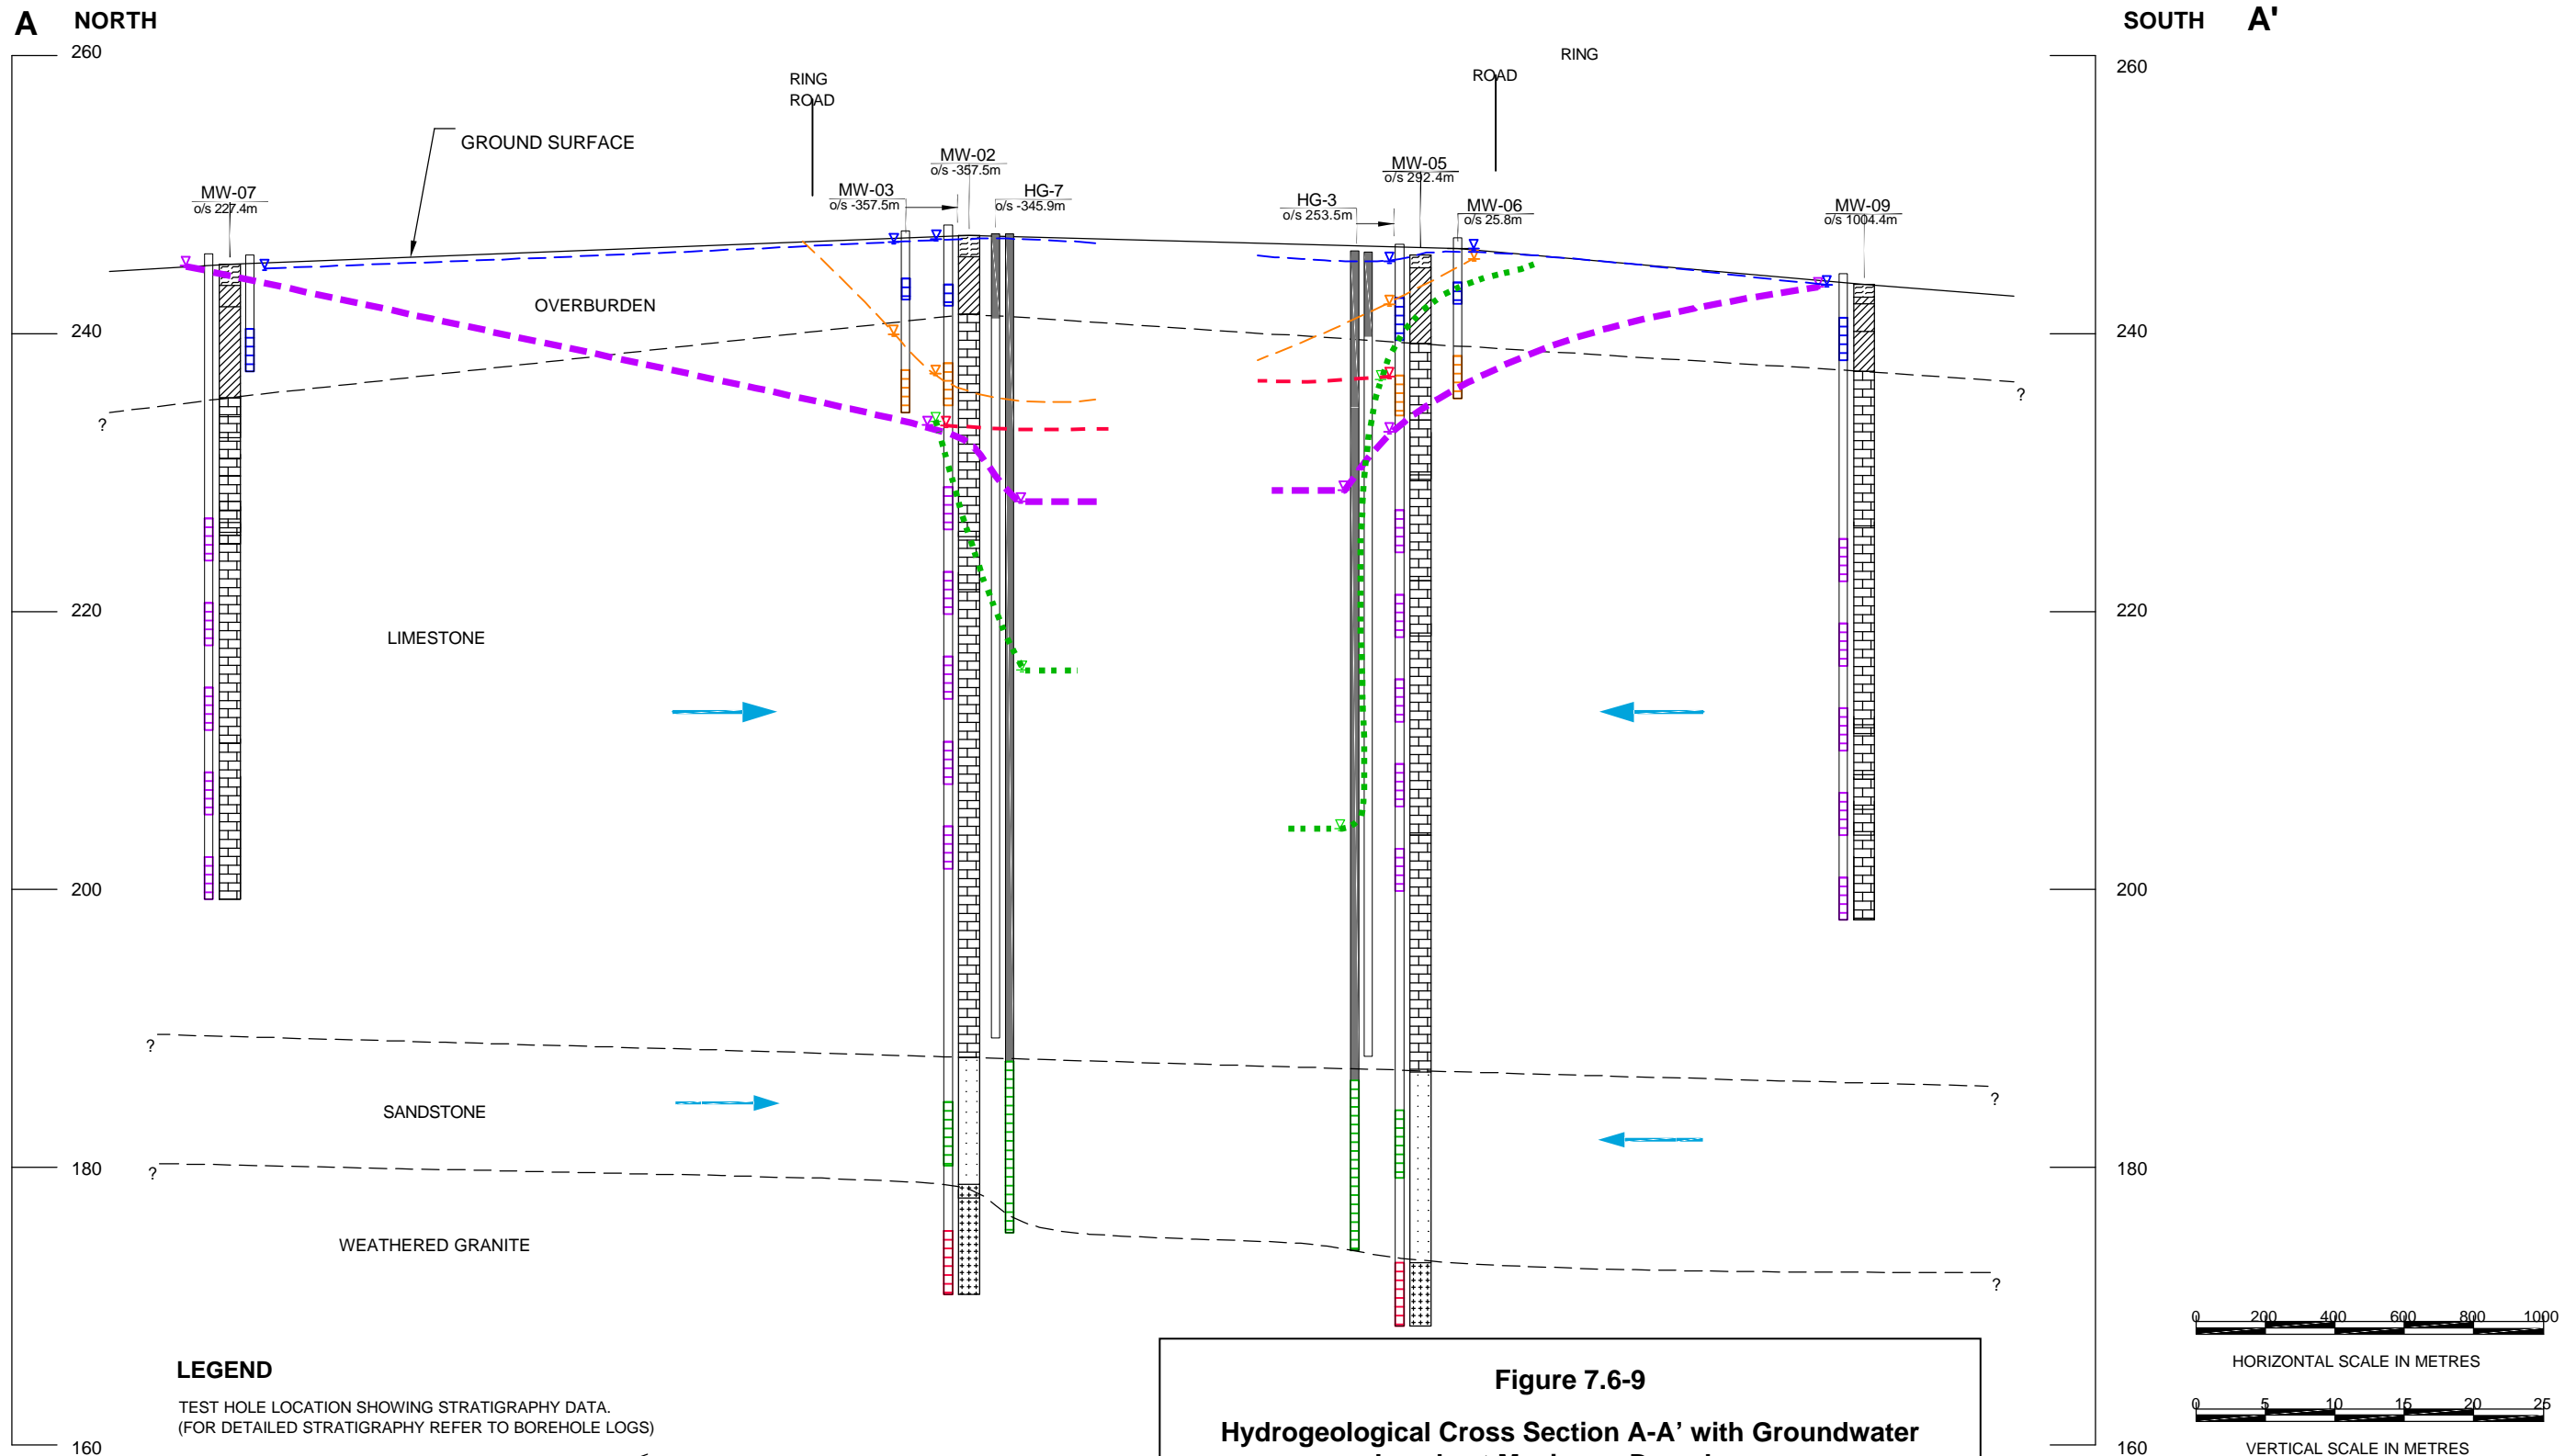 A NORTH
SOUTH A'
260
260
RING
ROAD
RING
ROAD
GROUND SURFACE
MW-07
o/s 227.4m
MW-03
o/s -357.5m
MW-02
o/s -357.5m
HG-7
o/s -345.9m
HG-3
o/s 253.5m
MW-05
o/s 292.4m
MW-06
o/s 25.8m
MW-09
o/s 1004.4m
OVERBURDEN
240
240
?
?
220
220
LIMESTONE
200
200
?
?
SANDSTONE
180
180
?
?
WEATHERED GRANITE
LEGEND
TEST HOLE LOCATION SHOWING STRATIGRAPHY DATA.
(FOR DETAILED STRATIGRAPHY REFER TO BOREHOLE LOGS)
Figure 7.6-9
Hydrogeological Cross Section A-A’ with Groundwater
0 200 400 600 800 1000
HORIZONTAL SCALE IN METRES
0 5 10 15 20 25
VERTICAL SCALE IN METRES
160
160